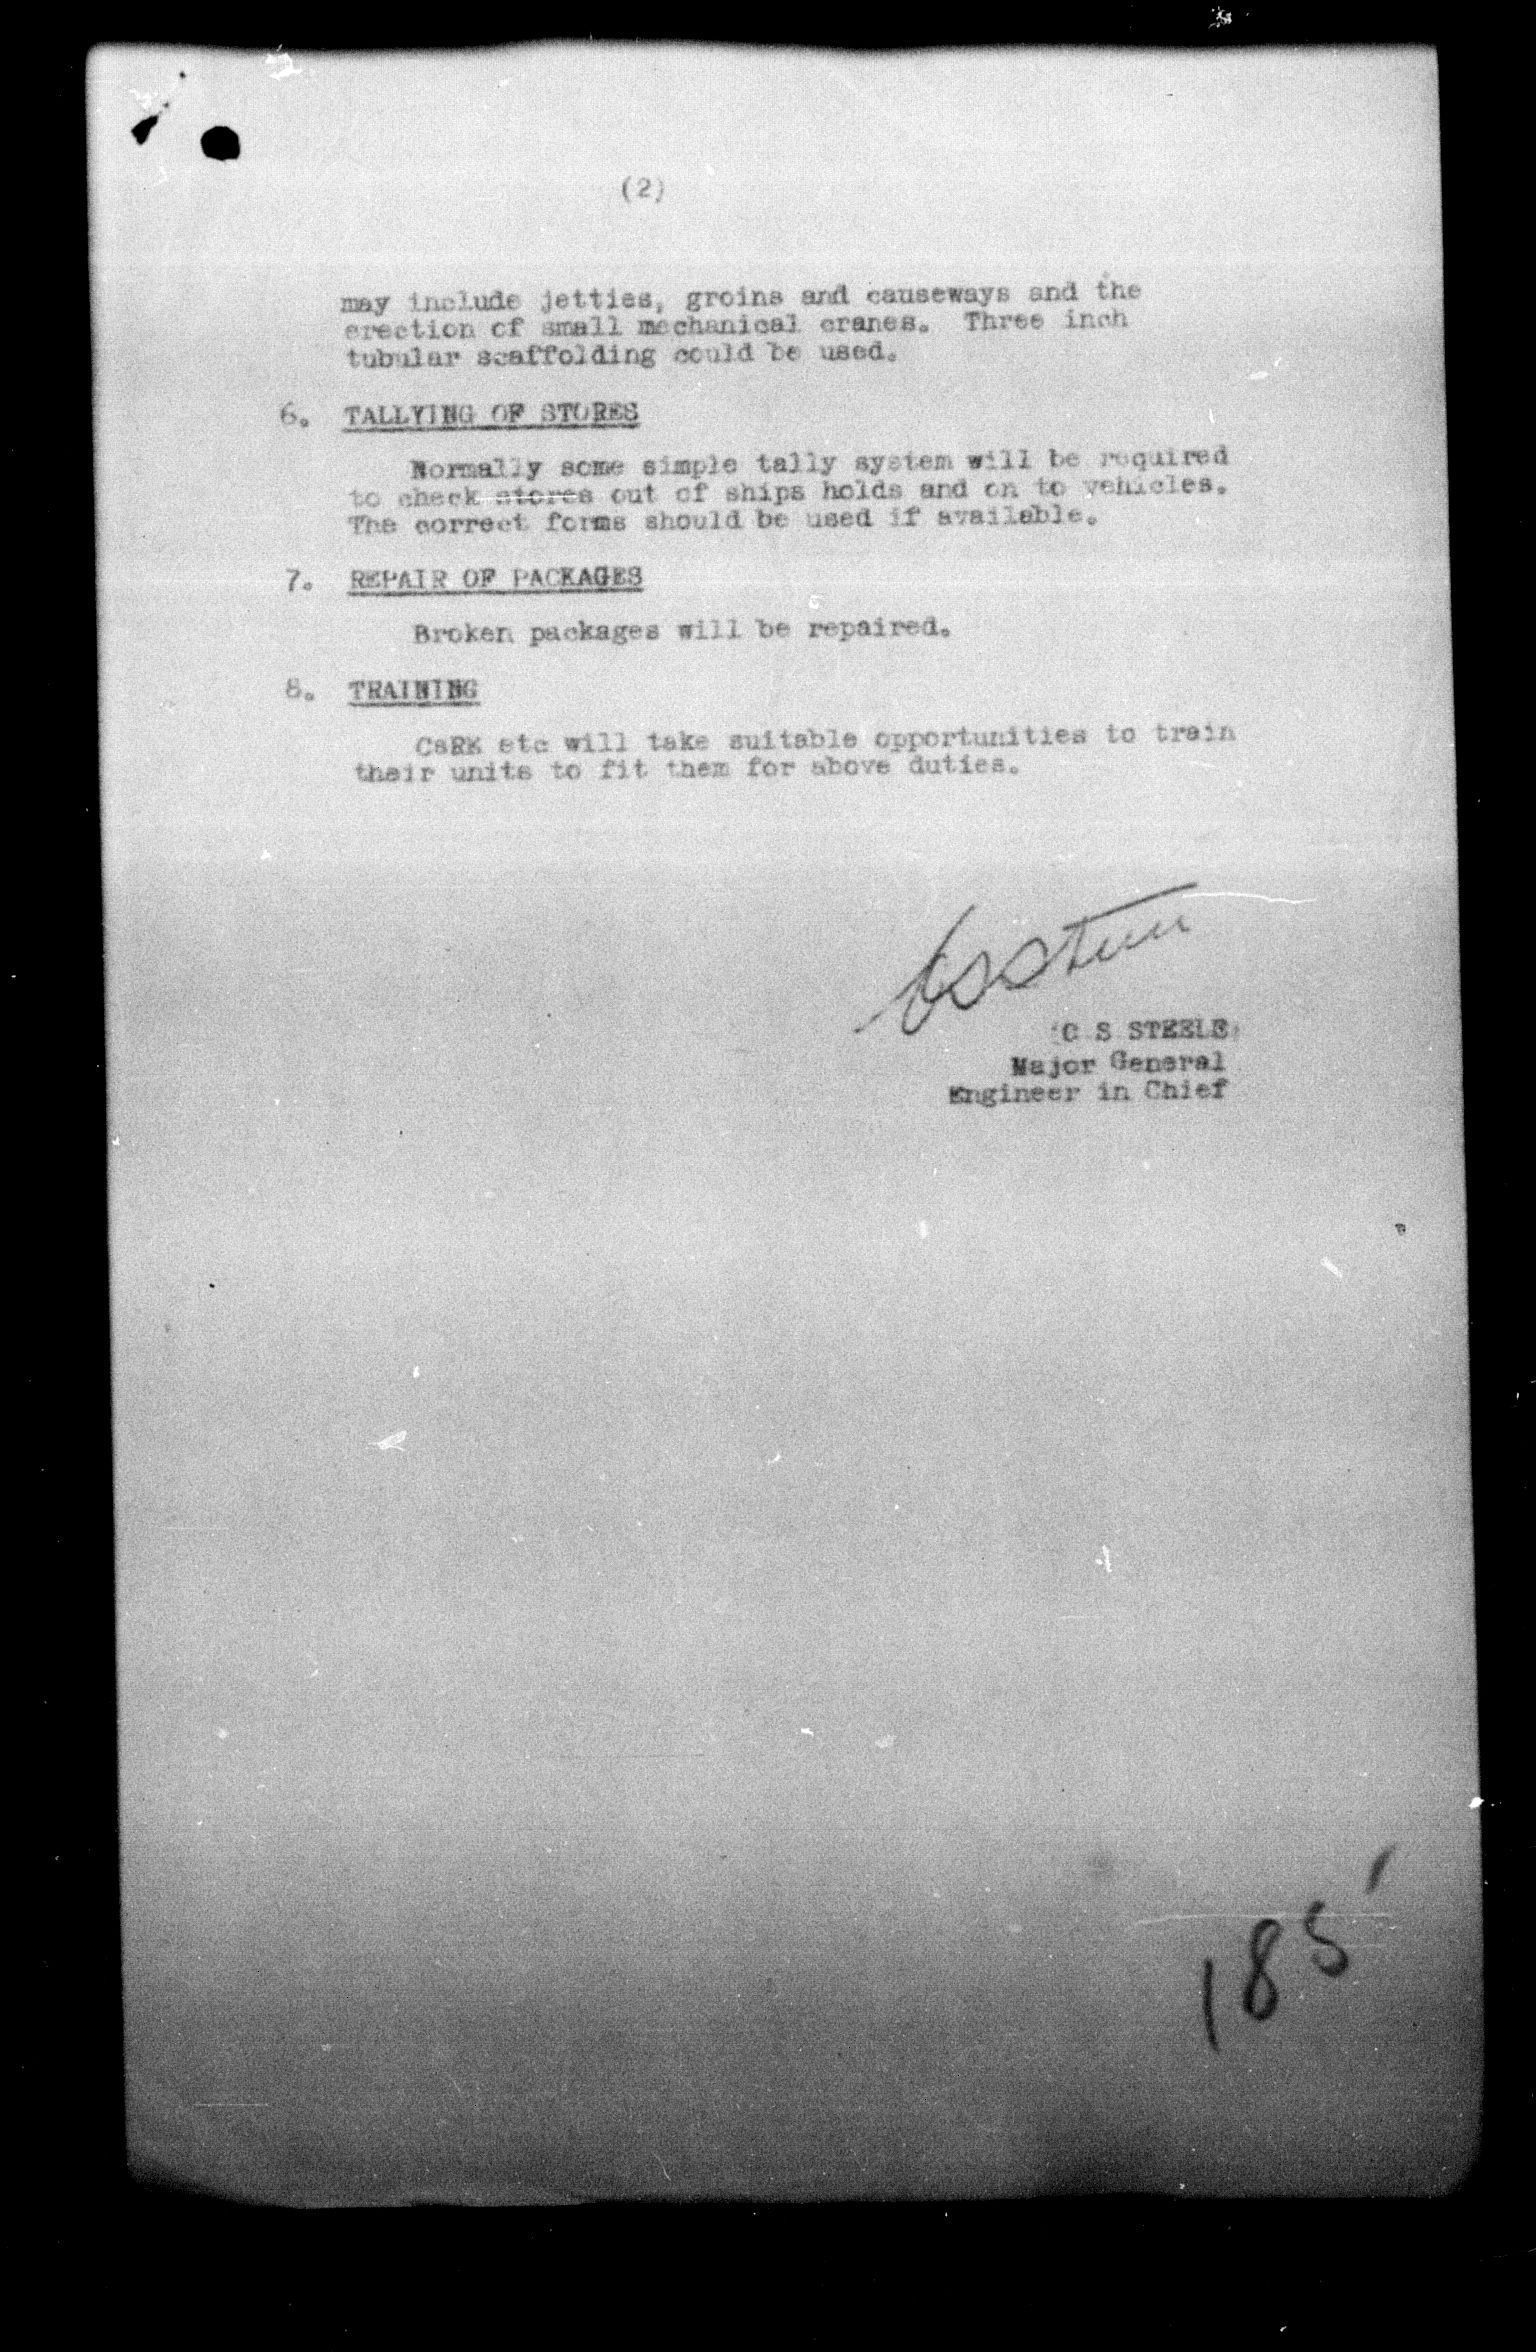 (2)
may include jetties, groins and causeways and the
erection of small mechanical cranes. Three inch
tubular scaffolding could be used.
6. TALLYING OF STORES
Normally some simple tally system will be required
to check stores out of ships holds and on to vehicles.
The correct forms should be used if available.
7. REPAIR OF PACKAGES
Broken packages will be repaired.
8. TRAINING
CsRE etc will take suitable opportunities to train
their units to fit them for above duties.
(C S STEELE)
Major General
Engineer in Chief
185